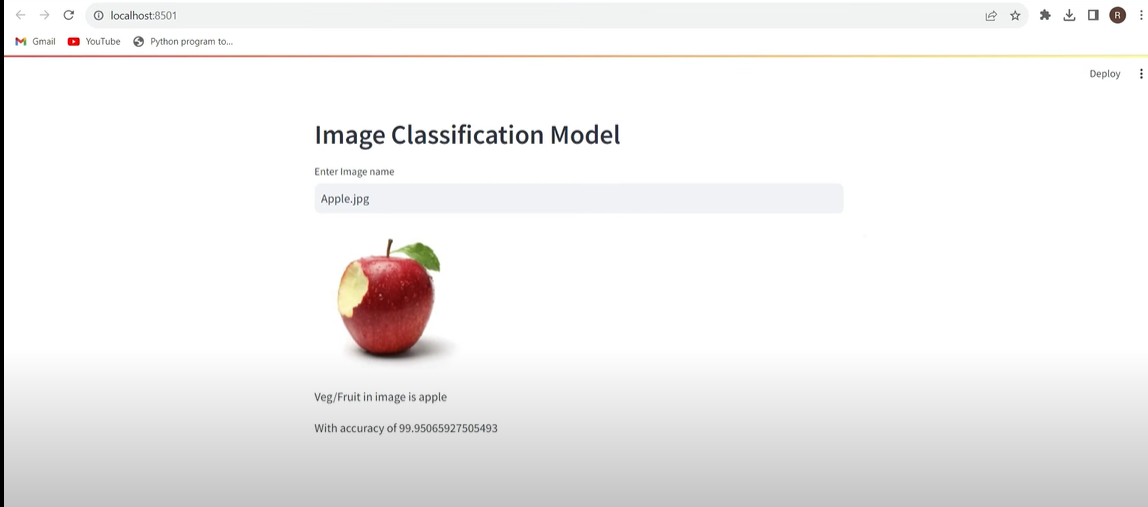 localhost:8501
R
Gmail YouTube Python program to...
Deploy
Image Classification Model
Enter Image name
Apple.jpg
Veg/Fruit in image is apple
With accuracy of 99.95065927505493